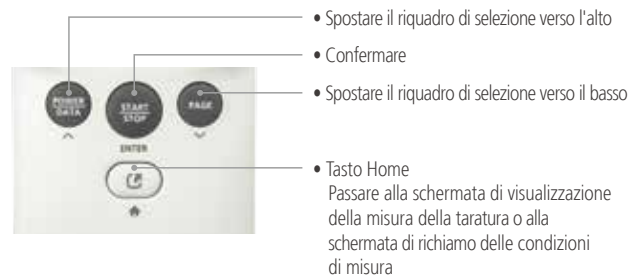 • Spostare il riquadro di selezione verso l'alto
• Confermare
• Spostare il riquadro di selezione verso il basso
POWER
DATA
START
STOP
PAGE
ENTER
• Tasto Home
Passare alla schermata di visualizzazione
della misura della taratura o alla
schermata di richiamo delle condizioni
di misura